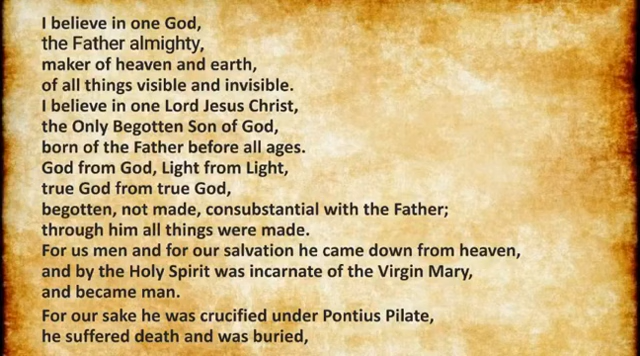 I believe in one God,
the Father almighty,
maker of heaven and earth,
of all things visible and invisible.
I believe in one Lord Jesus Christ,
the Only Begotten Son of God,
born of the Father before all ages.
God from God, Light from Light,
true God from true God,
begotten, not made, consubstantial with the Father;
through him all things were made.
For us men and for our salvation he came down from heaven,
and by the Holy Spirit was incarnate of the Virgin Mary,
and became man.
For our sake he was crucified under Pontius Pilate,
he suffered death and was buried,